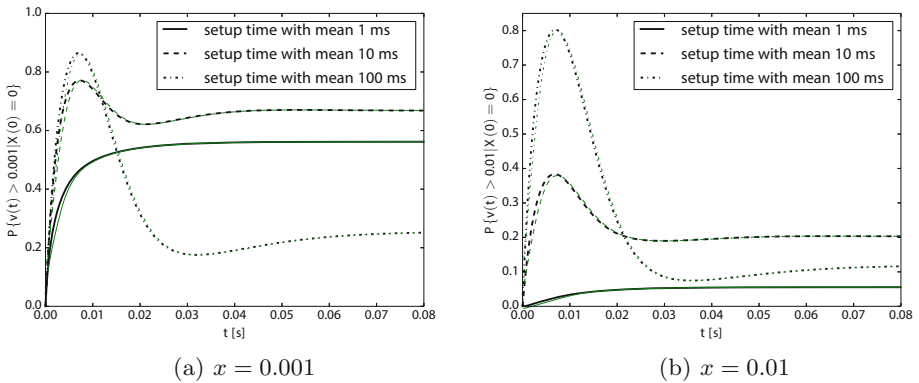 1.0
0.8
0.6
0.4
0.2
0.0
P{v(t) > 0.001|X(0) = 0}
setup time with mean 1 ms
setup time with mean 10 ms
setup time with mean 100 ms
0.00 0.01 0.02 0.03 0.04 0.05 0.06 0.07 0.08
t [s]
(a) x = 0.001
0.8
0.7
0.6
0.5
0.4
0.3
0.2
0.1
0.0
P{v(t) > 0.01|X(0) = 0}
setup time with mean 1 ms
setup time with mean 10 ms
setup time with mean 100 ms
0.00 0.01 0.02 0.03 0.04 0.05 0.06 0.07 0.08
t [s]
(b) x = 0.01